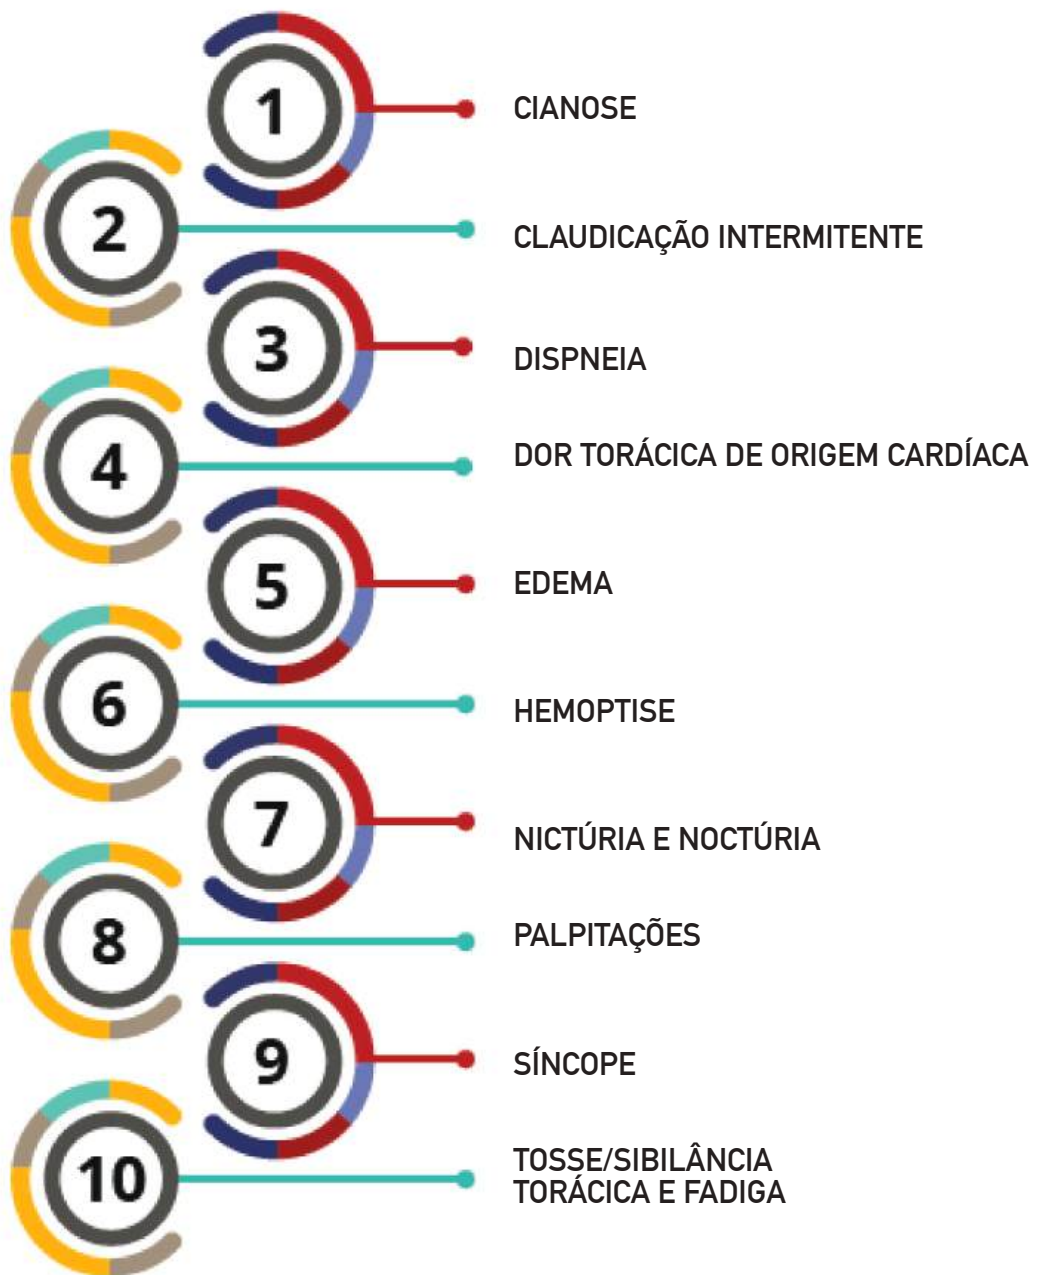 1
CIANOSE
2
CLAUDICAÇÃO INTERMITENTE
3
DISPNEIA
4
DOR TORÁCICA DE ORIGEM CARDÍACA
5
EDEMA
6
HEMOPTISE
7
NICTÚRIA E NOCTÚRIA
8
PALPITAÇÕES
9
SÍNCOPE
10
TOSSE/SIBILÂNCIA
TORÁCICA E FADIGA